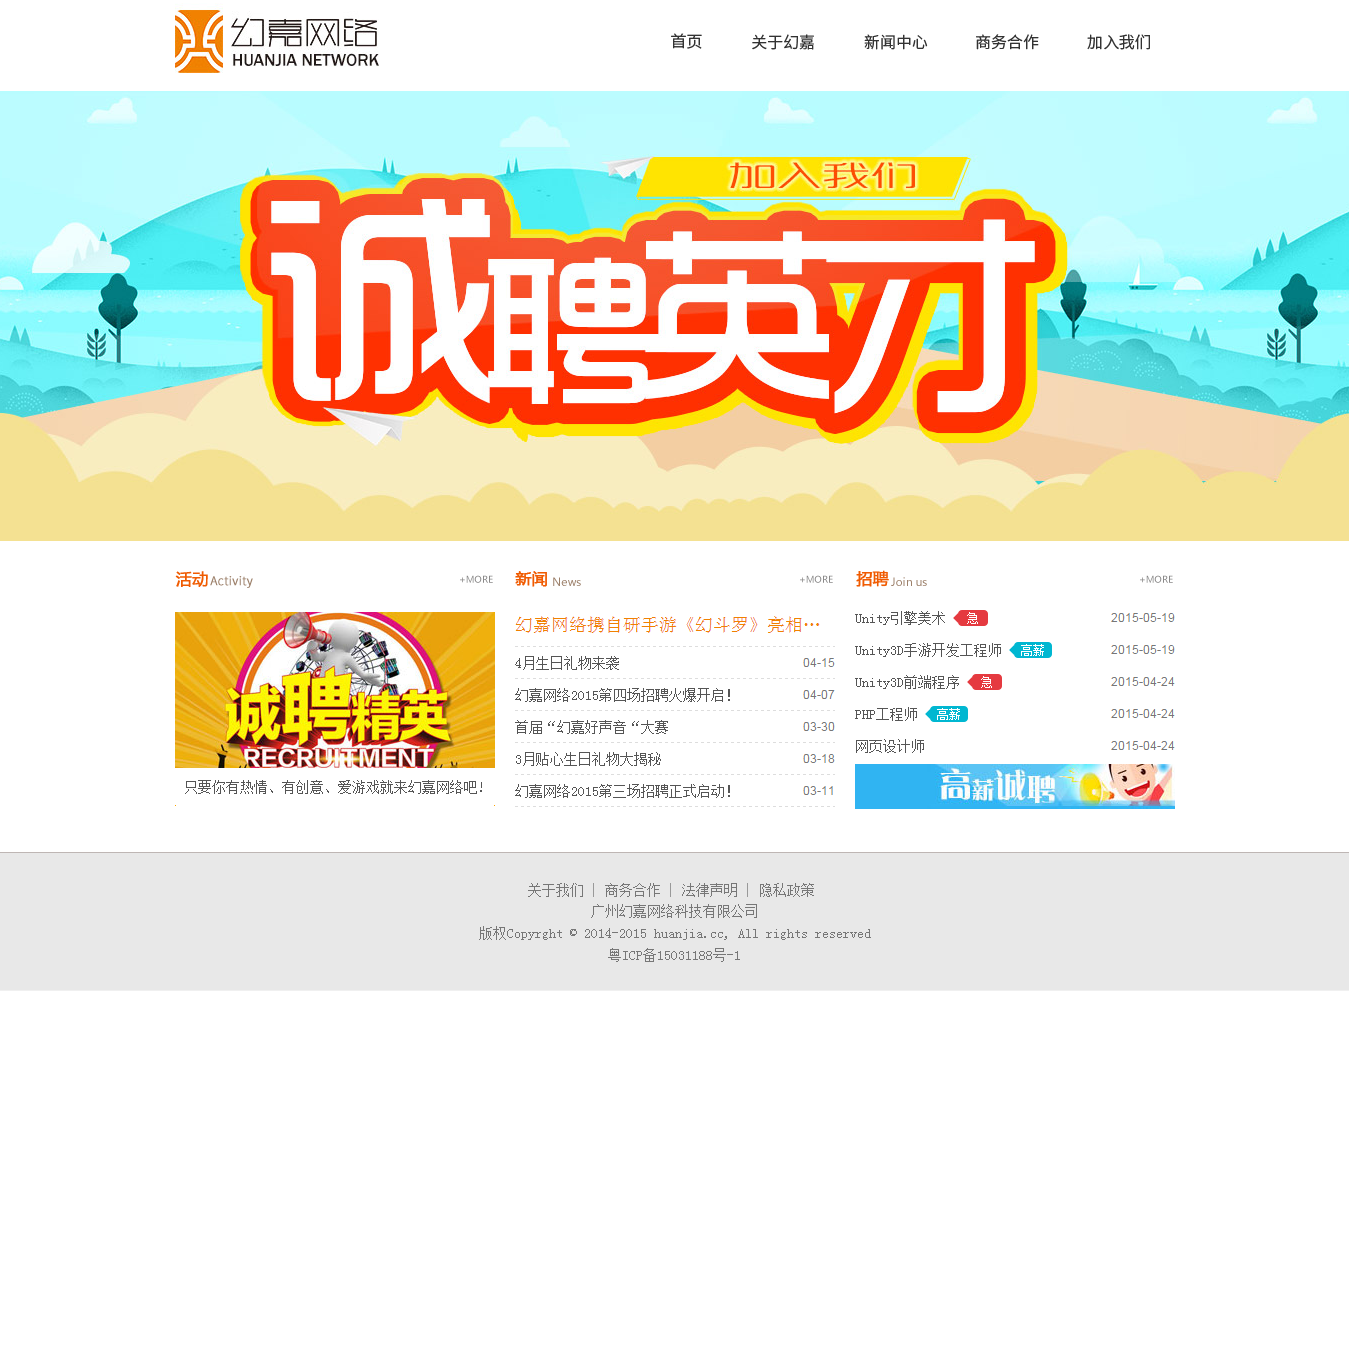 幻嘉网络
HUANJIA NETWORK
首页 关于幻嘉 新闻中心 商务合作 加入我们
加入我们
诚聘英才
活动Activity +MORE
诚聘精英
RECRUITMENT
只要你有热情、有创意、爱游戏就来幻嘉网络吧!
新闻 News +MORE
幻嘉网络携自研手游《幻斗罗》亮相…
4月生日礼物来袭 04-15
幻嘉网络2015第四场招聘火爆开启! 04-07
首届“幻嘉好声音“大赛 03-30
3月贴心生日礼物大揭秘 03-18
幻嘉网络2015第三场招聘正式启动! 03-11
招聘Join us +MORE
Unity引擎美术 急 2015-05-19
Unity3D手游开发工程师 高薪 2015-05-19
Unity3D前端程序 急 2015-04-24
PHP工程师 高薪 2015-04-24
网页设计师 2015-04-24
高薪诚聘
关于我们 | 商务合作 | 法律声明 | 隐私政策
广州幻嘉网络科技有限公司
版权Copyrght © 2014-2015 huanjia.cc, All rights reserved
粤ICP备15031188号-1